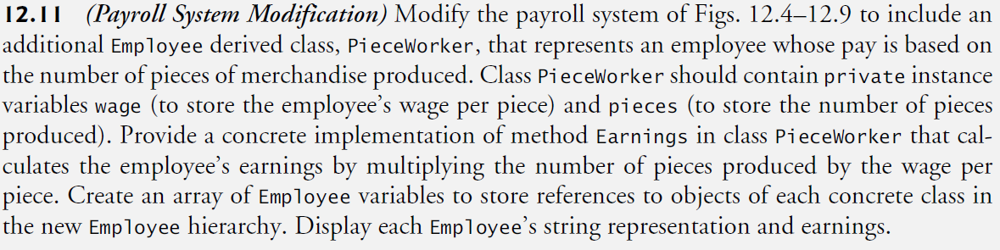 12.11 (Payroll System Modification) Modify the payroll system of Figs. 12.4–12.9 to include an
additional Employee derived class, PieceWorker, that represents an employee whose pay is based on
the number of pieces of merchandise produced. Class PieceWorker should contain private instance
variables wage (to store the employee’s wage per piece) and pieces (to store the number of pieces
produced). Provide a concrete implementation of method Earnings in class PieceWorker that cal-
culates the employee’s earnings by multiplying the number of pieces produced by the wage per
piece. Create an array of Employee variables to store references to objects of each concrete class in
the new Employee hierarchy. Display each Employee’s string representation and earnings.